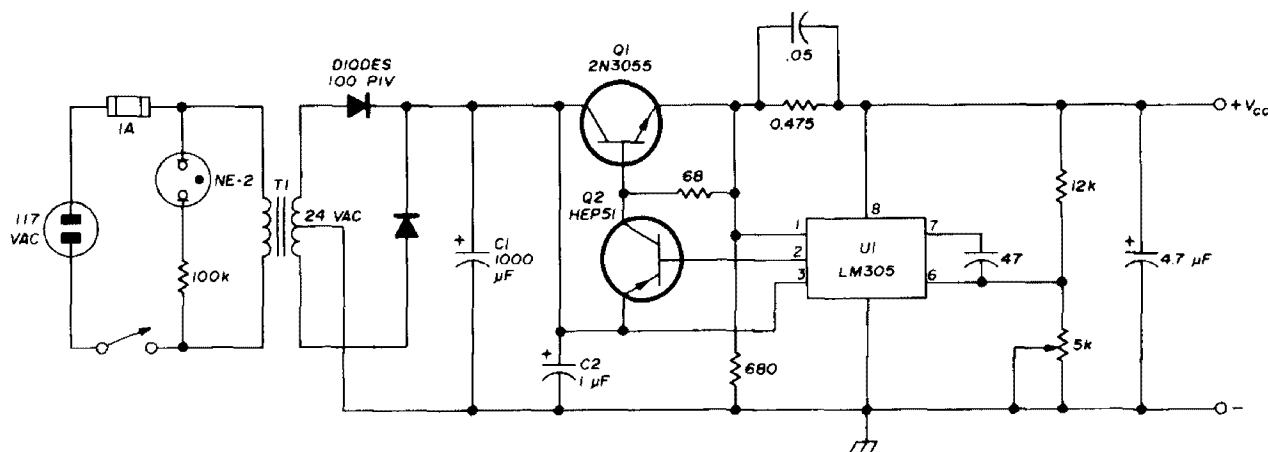 1A
117
VAC
NE-2
100k
T1
24 VAC
DIODES
100 PIV
C1
1000
μF
Q1
2N3055
Q2
HEP51
68
C2
1 μF
680
.05
0.475
1
2
3
8
7
6
U1
LM305
47
12k
5k
4.7 μF
+ Vcc
-